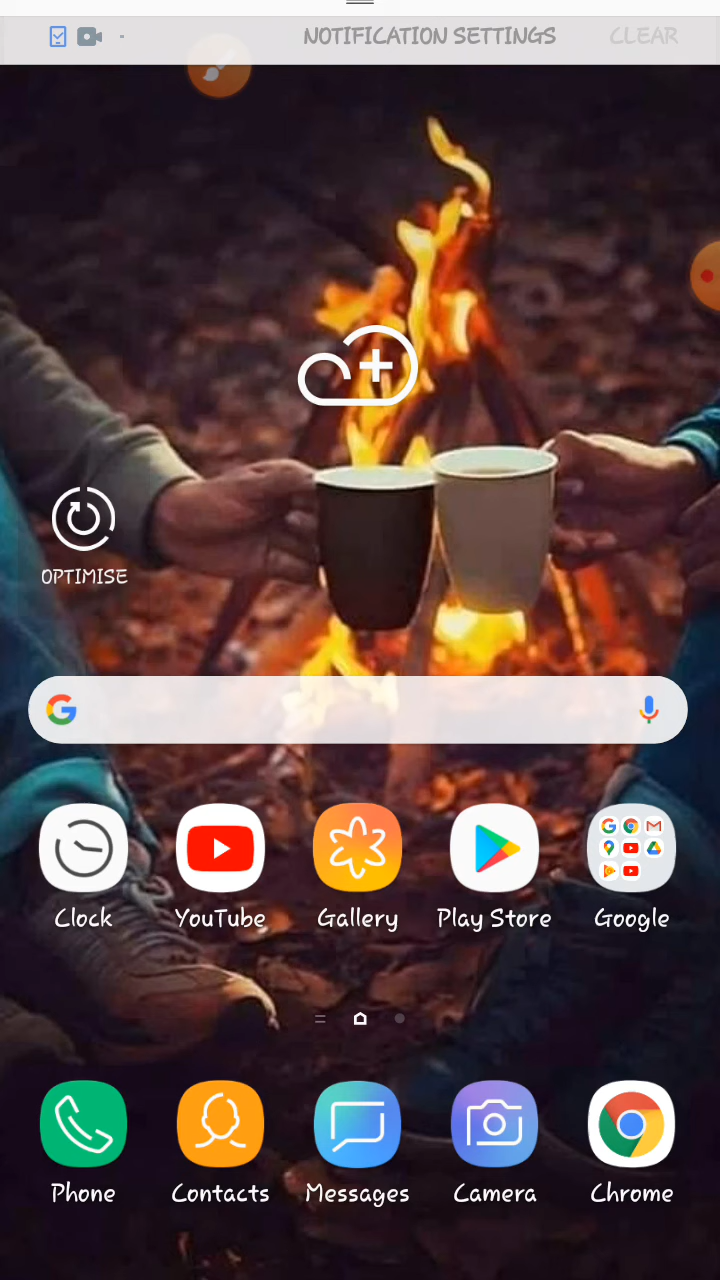 NOTIFICATION SETTINGS CLEAR
OPTIMISE
Clock YouTube Gallery Play Store Google
Phone Contacts Messages Camera Chrome